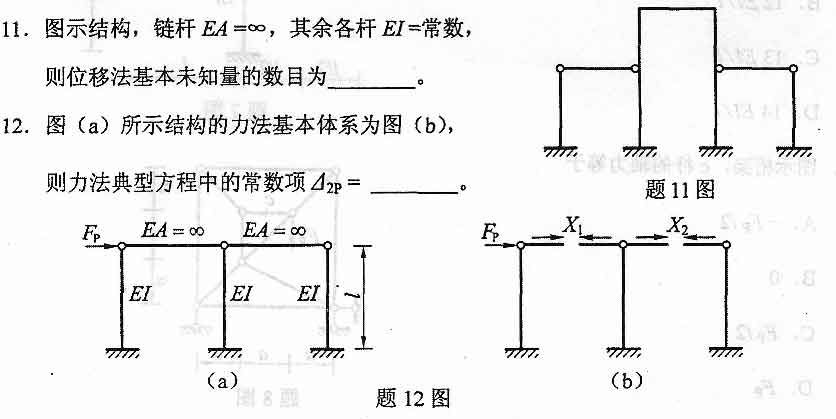 11. 图示结构，链杆 EA=∞，其余各杆 EI=常数，
则位移法基本未知量的数目为________。
12. 图（a）所示结构的力法基本体系为图（b），
则力法典型方程中的常数项 Δ₂P = ________。
题 11 图
FP EA = ∞ EA = ∞
EI EI EI l
（a）
FP X₁ X₂
（b）
题 12 图